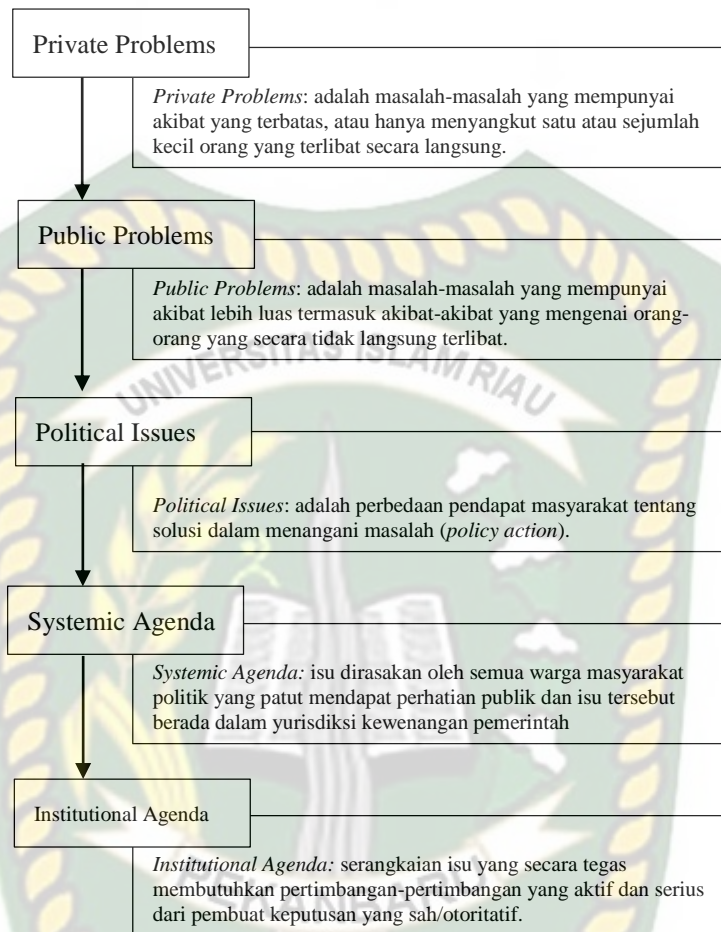 Private Problems
Private Problems: adalah masalah-masalah yang mempunyai
akibat yang terbatas, atau hanya menyangkut satu atau sejumlah
kecil orang yang terlibat secara langsung.
Public Problems
Public Problems: adalah masalah-masalah yang mempunyai
akibat lebih luas termasuk akibat-akibat yang mengenai orang-
orang yang secara tidak langsung terlibat.
UNIVERSITAS ISLAM RIAU
Political Issues
Political Issues: adalah perbedaan pendapat masyarakat tentang
solusi dalam menangani masalah (policy action).
Systemic Agenda
Systemic Agenda: isu dirasakan oleh semua warga masyarakat
politik yang patut mendapat perhatian publik dan isu tersebut
berada dalam yurisdiksi kewenangan pemerintah
Institutional Agenda
Institutional Agenda: serangkaian isu yang secara tegas
membutuhkan pertimbangan-pertimbangan yang aktif dan serius
dari pembuat keputusan yang sah/otoritatif.
PEKANBARU